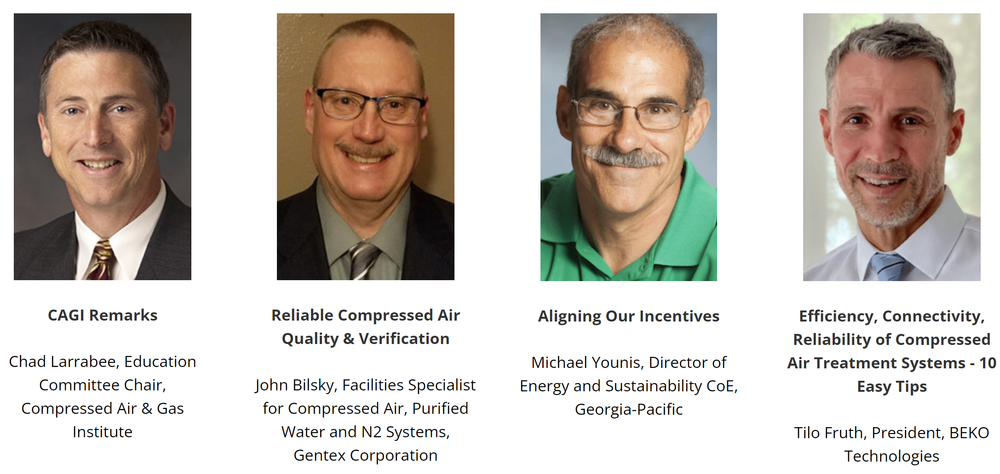 CAGI Remarks
Chad Larrabee, Education
Committee Chair,
Compressed Air & Gas
Institute
Reliable Compressed Air
Quality & Verification
John Bilsky, Facilities Specialist
for Compressed Air, Purified
Water and N2 Systems,
Gentex Corporation
Aligning Our Incentives
Michael Younis, Director of
Energy and Sustainability CoE,
Georgia-Pacific
Efficiency, Connectivity,
Reliability of Compressed
Air Treatment Systems - 10
Easy Tips
Tilo Fruth, President, BEKO
Technologies